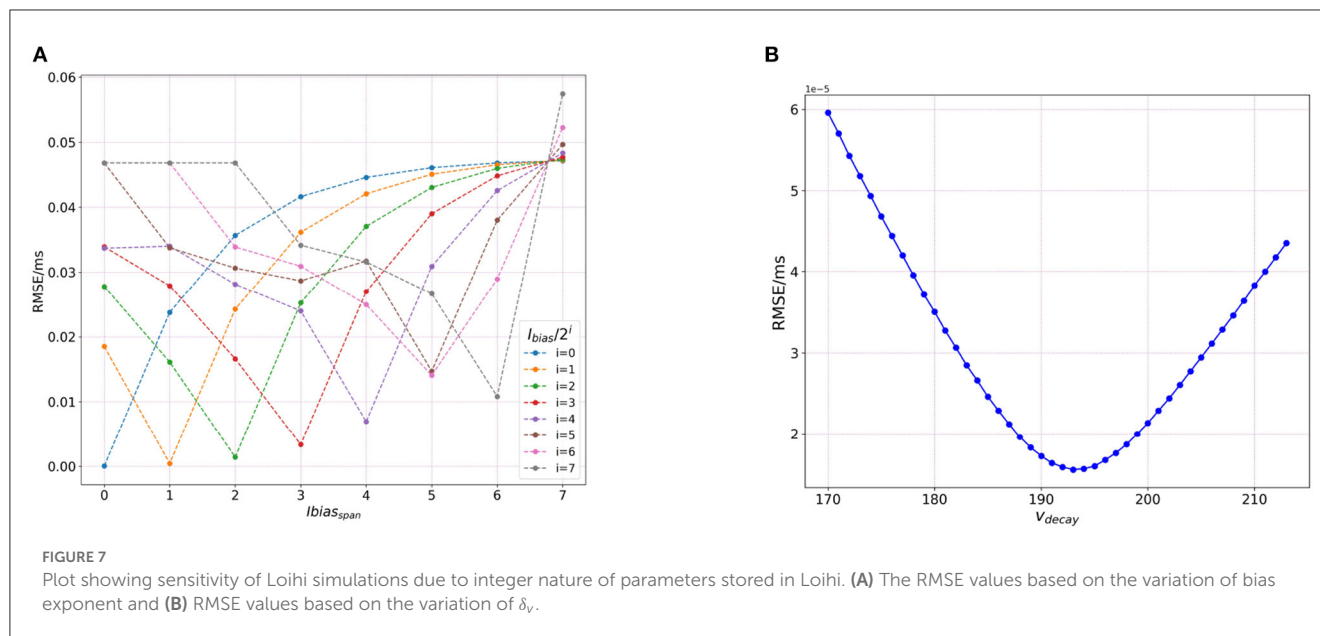 A
0.06
0.05
0.04
0.03
0.02
0.01
0.00
RMSE/ms
0 1 2 3 4 5 6 7
Ibias_span
I_bias/2^i
i=0
i=1
i=2
i=3
i=4
i=5
i=6
i=7
B
1e−5
6
5
4
3
2
RMSE/ms
170 180 190 200 210
v_decay
FIGURE 7
Plot showing sensitivity of Loihi simulations due to integer nature of parameters stored in Loihi. (A) The RMSE values based on the variation of bias
exponent and (B) RMSE values based on the variation of δ_v.